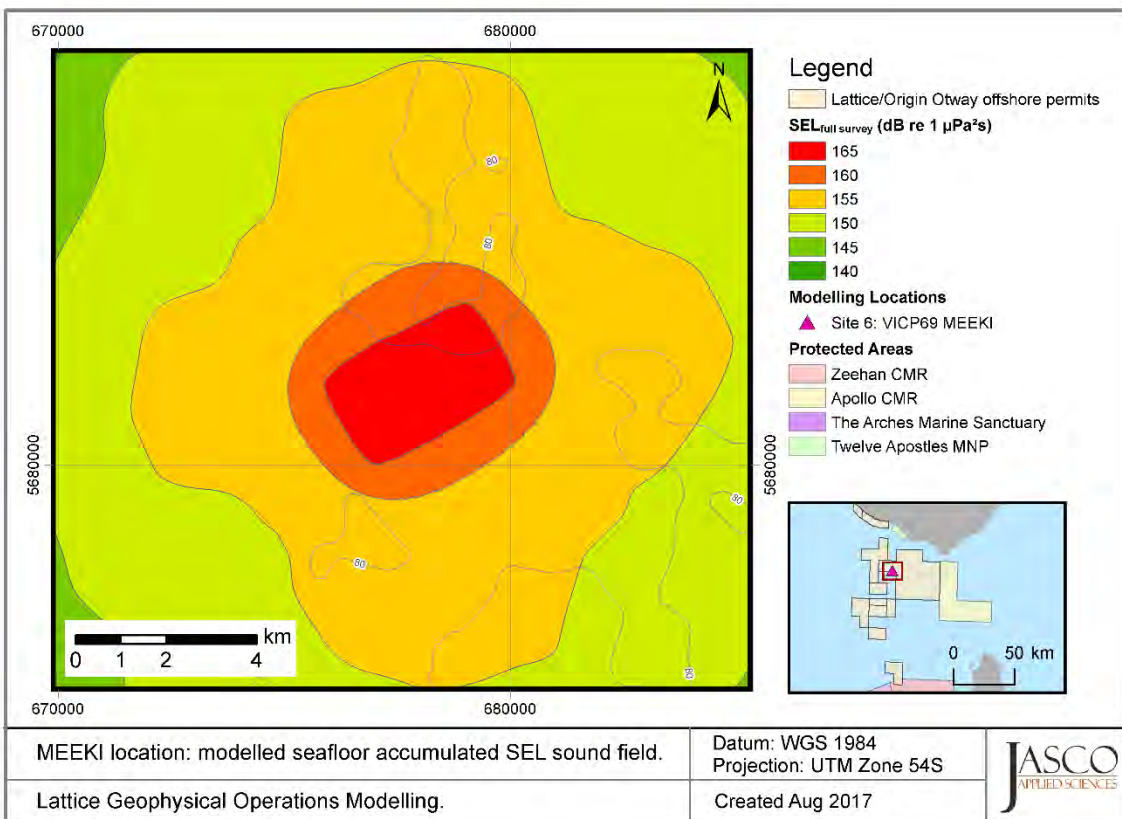 670000
680000
N
80
80
80
80
80
5680000
5680000
km
0 1 2 4
670000
680000
Legend
Lattice/Origin Otway offshore permits
SELfull survey (dB re 1 µPa²s)
165
160
155
150
145
140
Modelling Locations
Site 6: VICP69 MEEKI
Protected Areas
Zeehan CMR
Apollo CMR
The Arches Marine Sanctuary
Twelve Apostles MNP
0 50 km
MEEKI location: modelled seafloor accumulated SEL sound field.
Lattice Geophysical Operations Modelling.
Datum: WGS 1984
Projection: UTM Zone 54S
Created Aug 2017
JASCO
APPLIED SCIENCES